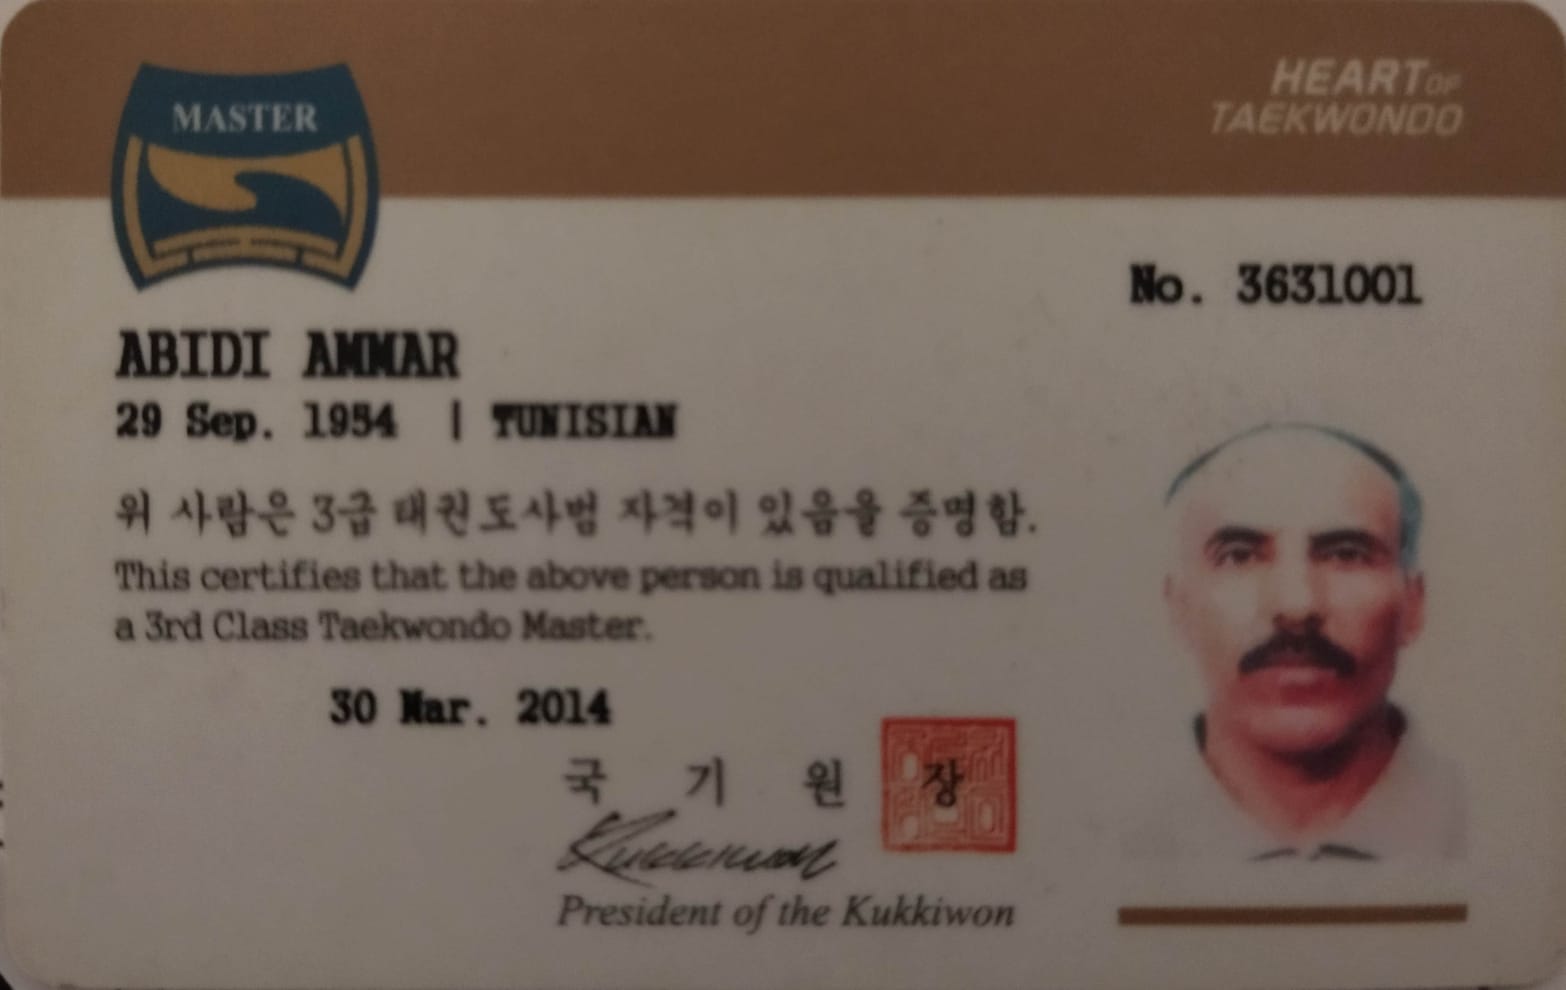 MASTER
HEART OF
TAEKWONDO
No. 3631001
ABIDI AMMAR
29 Sep. 1954 | TUNISIAN
위 사람은 3급 태권도사범 자격이 있음을 증명함.
This certifies that the above person is qualified as
a 3rd Class Taekwondo Master.
30 Mar. 2014
국 기 원 장
Kukkiwon
President of the Kukkiwon